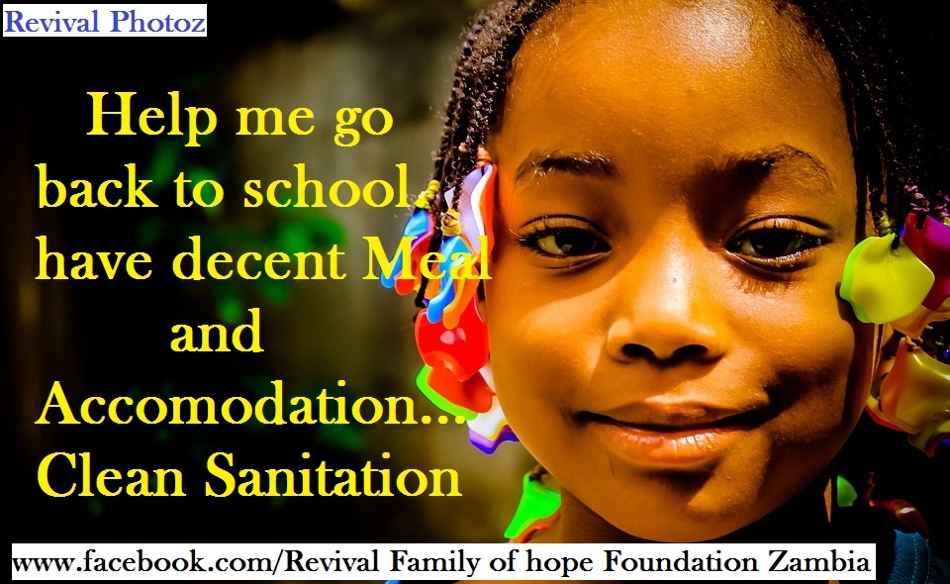 Revival Photoz
Help me go
back to school,
have decent Meal
and
Accomodation...
Clean Sanitation
www.facebook.com/Revival Family of hope Foundation Zambia